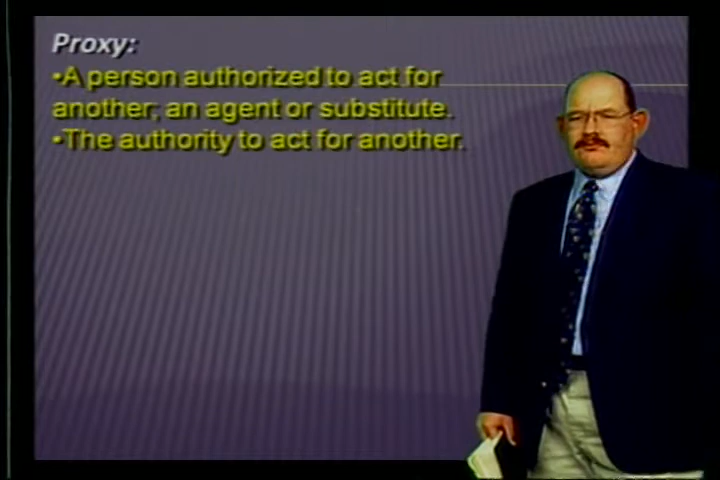 Proxy:
•A person authorized to act for
another; an agent or substitute.
•The authority to act for another.